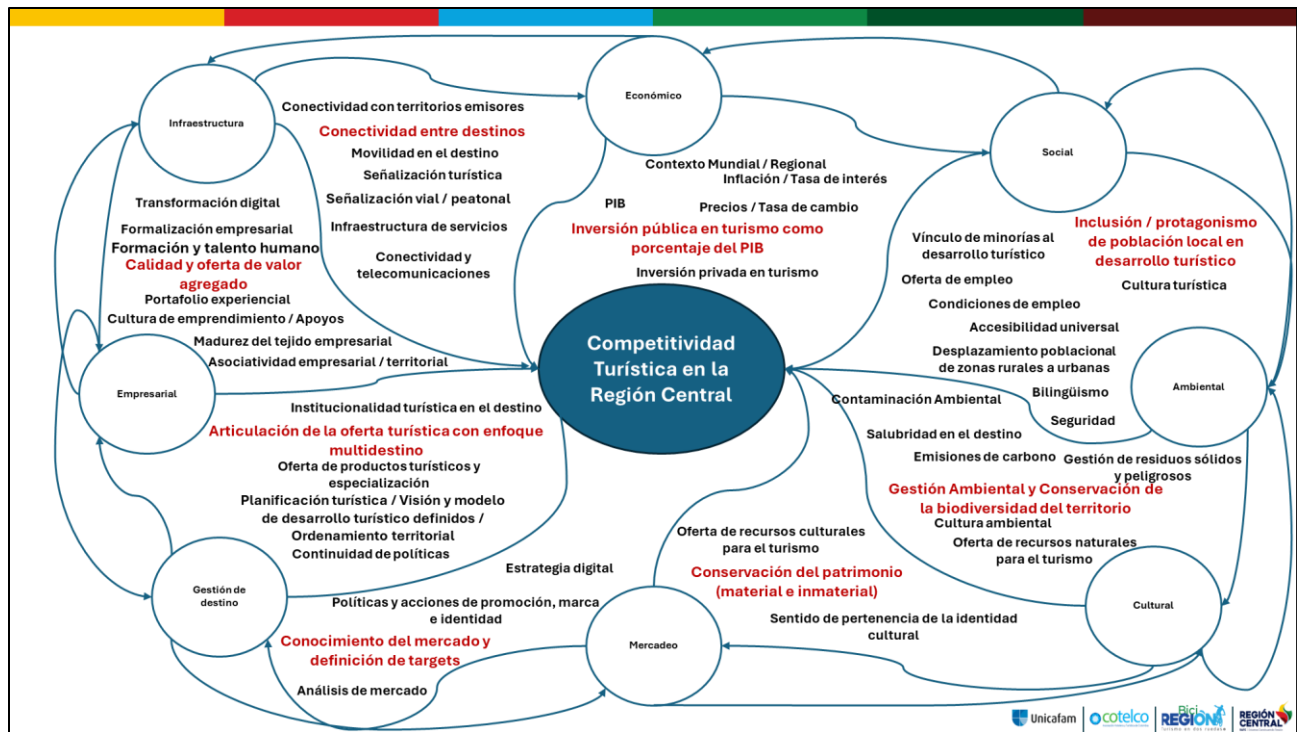 Infraestructura
Conectividad con territorios emisores
Conectividad entre destinos
Movilidad en el destino
Señalización turística
Señalización vial / peatonal
Infraestructura de servicios
Conectividad y
telecomunicaciones
Económico
Contexto Mundial / Regional
Inflación / Tasa de interés
PIB
Precios / Tasa de cambio
Inversión pública en turismo como
porcentaje del PIB
Inversión privada en turismo
Social
Vínculo de minorías al
desarrollo turístico
Inclusión / protagonismo
de población local en
desarrollo turístico
Oferta de empleo
Cultura turística
Condiciones de empleo
Accesibilidad universal
Desplazamiento poblacional
de zonas rurales a urbanas
Bilingüismo
Seguridad
Transformación digital
Formalización empresarial
Formación y talento humano
Calidad y oferta de valor
agregado
Portafolio experiencial
Cultura de emprendimiento / Apoyos
Madurez del tejido empresarial
Asociatividad empresarial / territorial
Empresarial
Competitividad
Turística en la
Región Central
Ambiental
Contaminación Ambiental
Salubridad en el destino
Emisiones de carbono
Gestión de residuos sólidos
y peligrosos
Gestión Ambiental y Conservación de
la biodiversidad del territorio
Cultura ambiental
Oferta de recursos naturales
para el turismo
Institucionalidad turística en el destino
Articulación de la oferta turística con enfoque
multidestino
Oferta de productos turísticos y
especialización
Planificación turística / Visión y modelo
de desarrollo turístico definidos /
Ordenamiento territorial
Continuidad de políticas
Gestión de
destino
Estrategia digital
Políticas y acciones de promoción, marca
e identidad
Conocimiento del mercado y
definición de targets
Análisis de mercado
Mercadeo
Oferta de recursos culturales
para el turismo
Conservación del patrimonio
(material e inmaterial)
Sentido de pertenencia de la identidad
cultural
Cultural
Unicafam
cotelco
Bici
REGIÓN
REGIÓN
CENTRAL